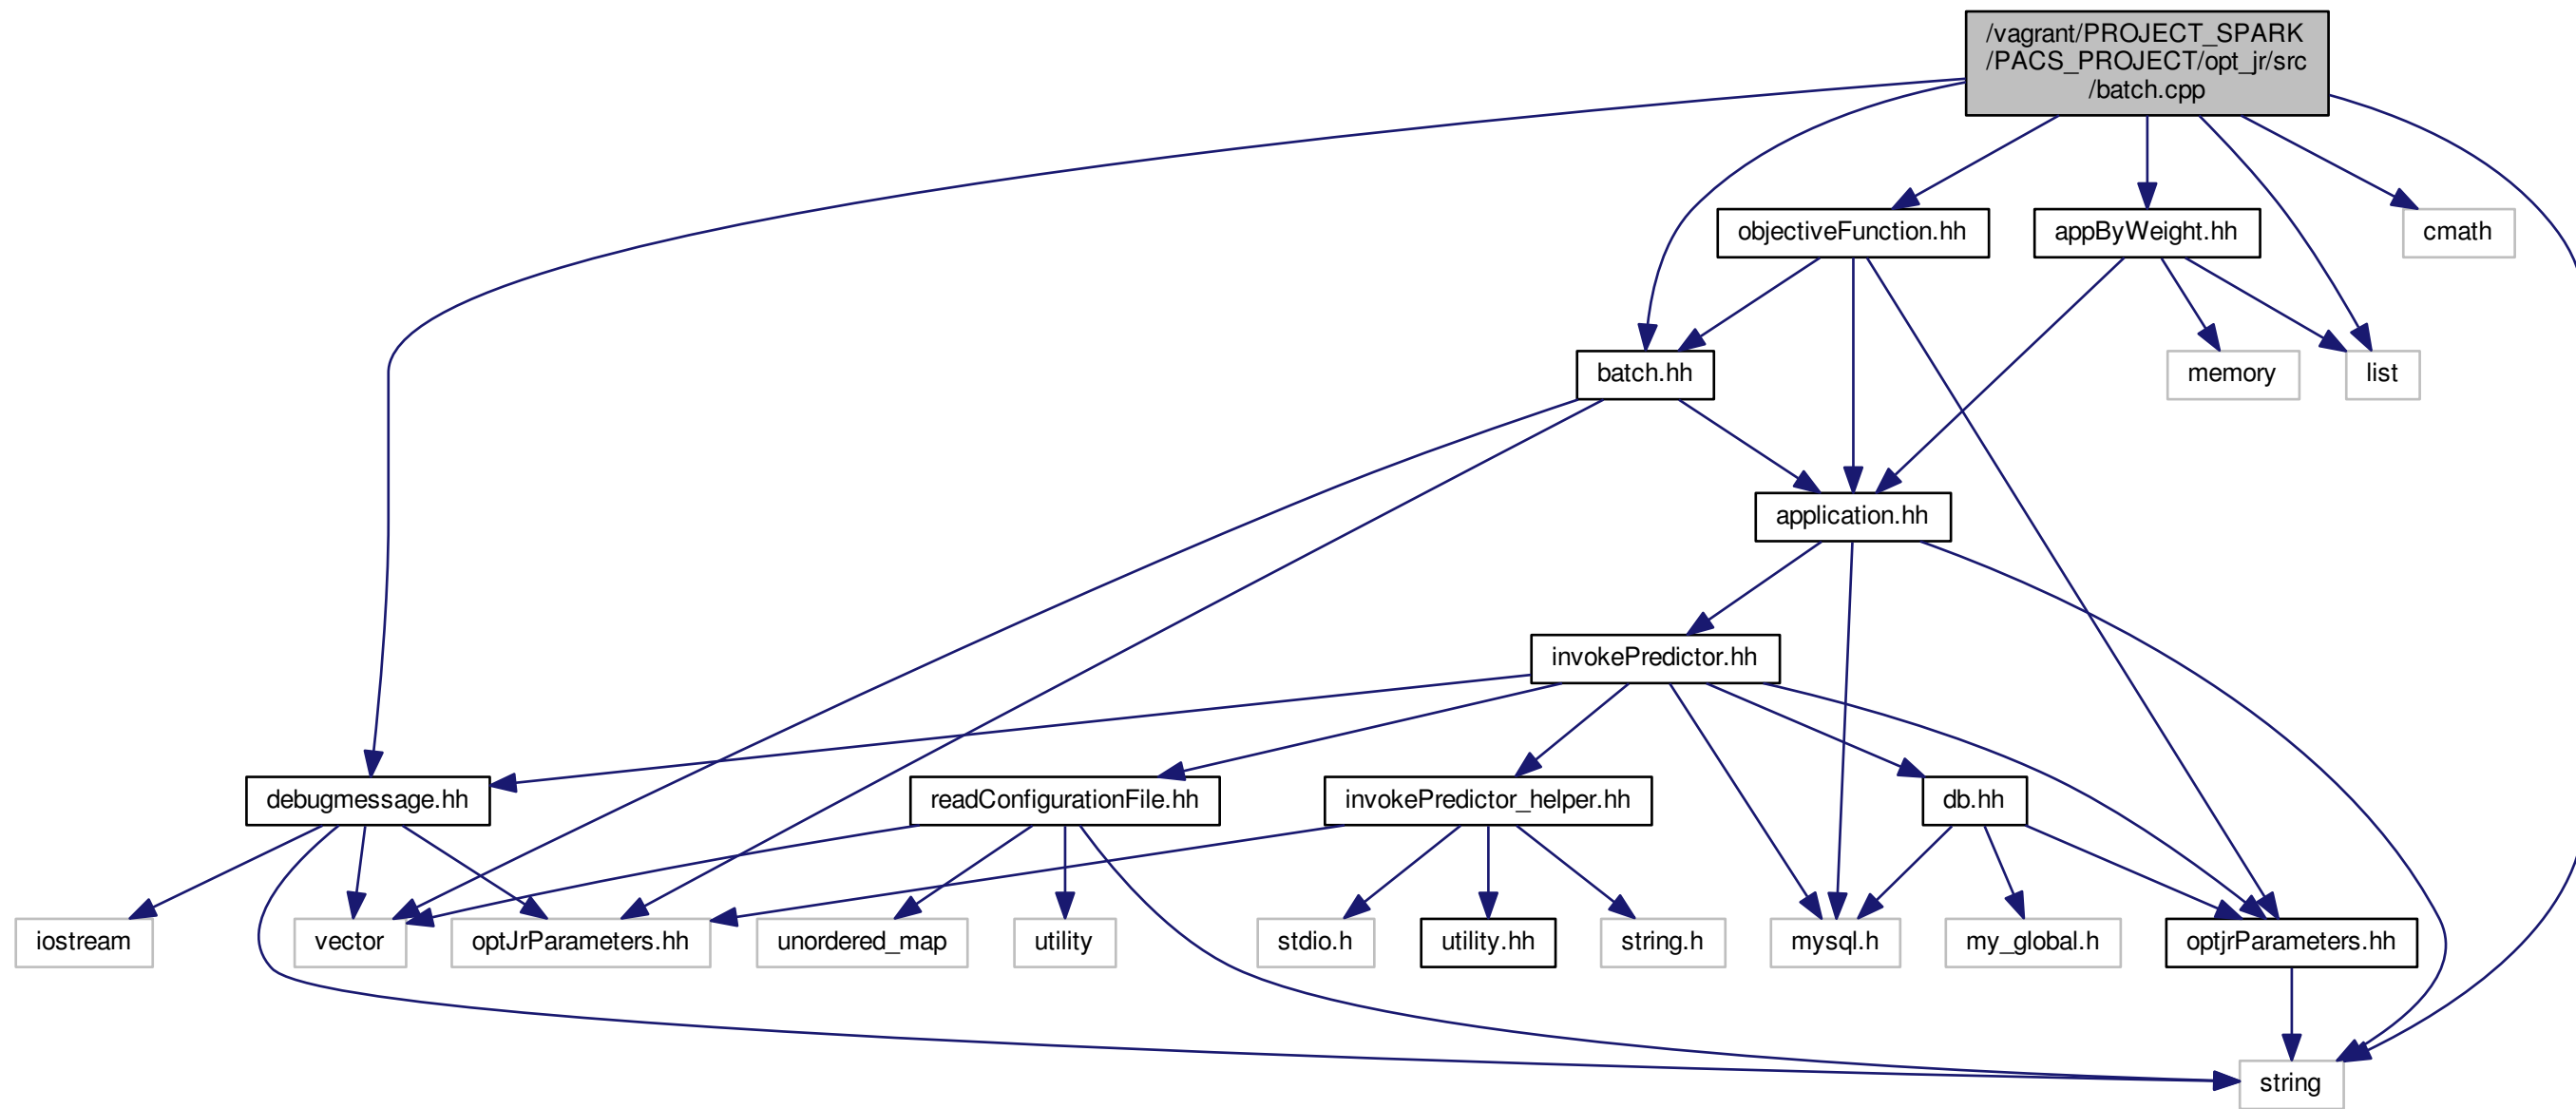 /vagrant/PROJECT_SPARK
/PACS_PROJECT/opt_jr/src
/batch.cpp
objectiveFunction.hh
appByWeight.hh
cmath
batch.hh
memory
list
application.hh
invokePredictor.hh
debugmessage.hh
readConfigurationFile.hh
invokePredictor_helper.hh
db.hh
iostream
vector
optJrParameters.hh
unordered_map
utility
stdio.h
utility.hh
string.h
mysql.h
my_global.h
optjrParameters.hh
string